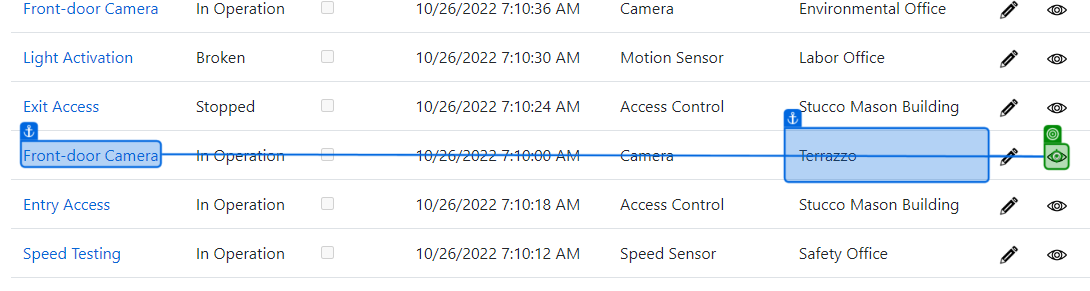 Front-door Camera In Operation 10/26/2022 7:10:36 AM Camera Environmental Office
Light Activation Broken 10/26/2022 7:10:30 AM Motion Sensor Labor Office
Exit Access Stopped 10/26/2022 7:10:24 AM Access Control Stucco Mason Building
Front-door Camera In Operation 10/26/2022 7:10:00 AM Camera Terrazzo
Entry Access In Operation 10/26/2022 7:10:18 AM Access Control Stucco Mason Building
Speed Testing In Operation 10/26/2022 7:10:12 AM Speed Sensor Safety Office